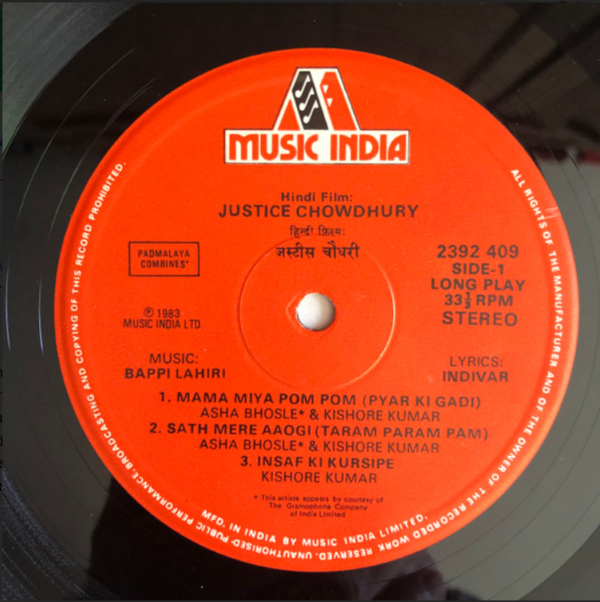 MUSIC INDIA
Hindi Film:
JUSTICE CHOWDHURY
हिन्दी फ़िल्म:
जस्टीस चौधरी
PADMALAYA
COMBINES'
℗ 1983
MUSIC INDIA LTD.
2392 409
SIDE-1
LONG PLAY
33⅓ RPM
STEREO
MUSIC:
BAPPI LAHIRI
LYRICS:
INDIVAR
1. MAMA MIYA POM POM (PYAR KI GADI)
ASHA BHOSLE* & KISHORE KUMAR
2. SATH MERE AAOGI (TARAM PARAM PAM)
ASHA BHOSLE* & KISHORE KUMAR
3. INSAF KI KURSIPE
KISHORE KUMAR
* This artiste appears by courtesy of
The Gramophone Company
of India Limited
MFD. IN INDIA BY MUSIC INDIA LIMITED.
ALL RIGHTS OF THE MANUFACTURER AND OF THE OWNER OF THE RECORDED WORK RESERVED. UNAUTHORISED PUBLIC PERFORMANCE, BROADCASTING AND COPYING OF THIS RECORD PROHIBITED.